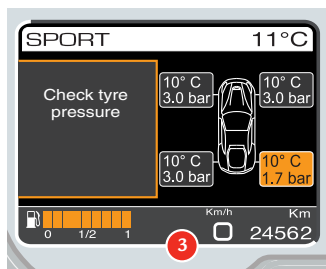 SPORT 11°C
Check tyre
pressure
10° C
3.0 bar
10° C
3.0 bar
10° C
3.0 bar
10° C
1.7 bar
0 1/2 1
Km/h
0
Km
24562
3